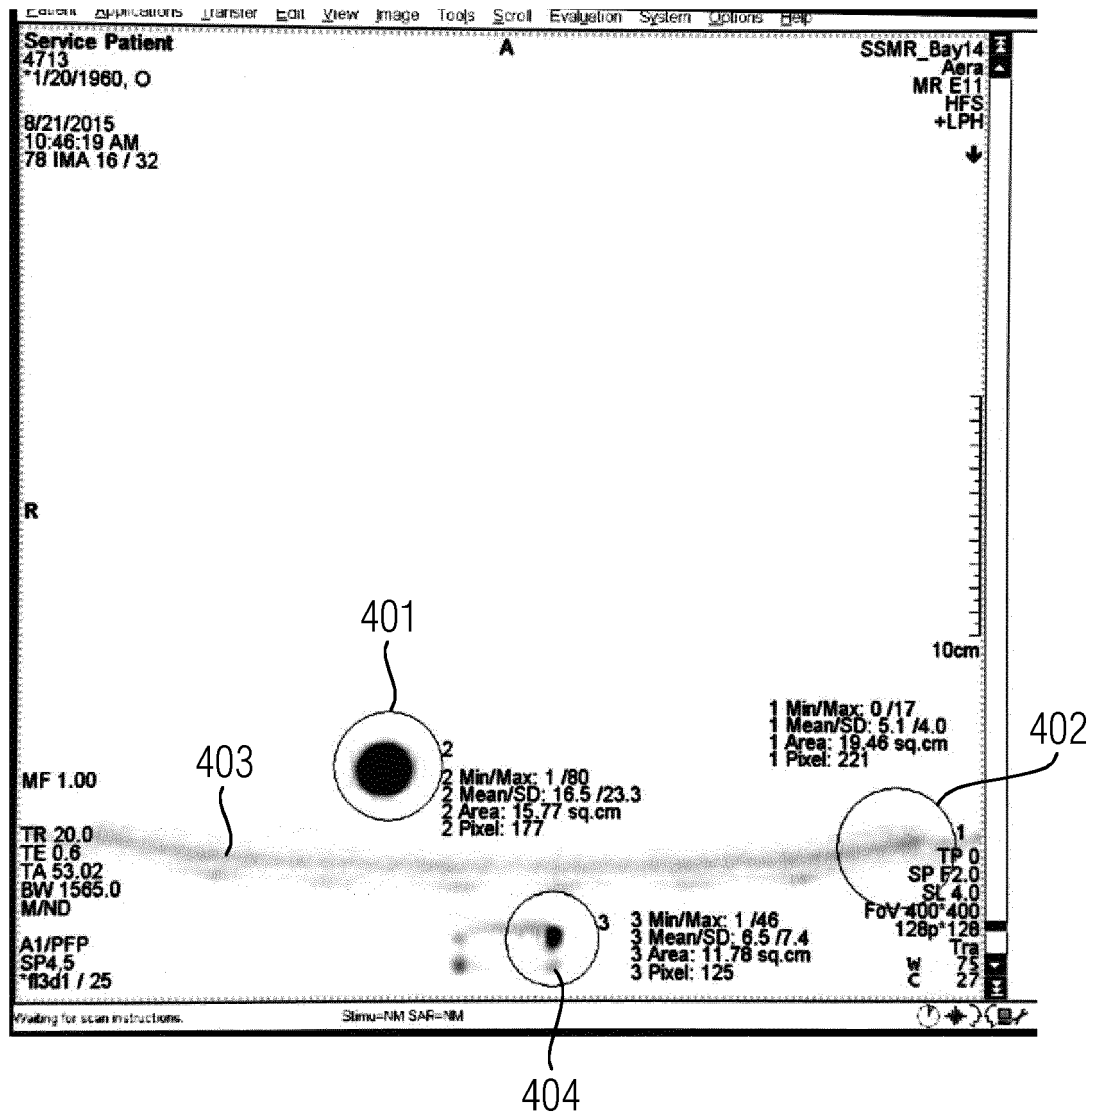 Patient Applications Transfer Edit View Image Tools Scroll Evaluation System Options Help
Service Patient
4713
*1/20/1960, O
8/21/2015
10:46:19 AM
78 IMA 16 / 32
A
SSMR_Bay14
Aera
MR E11
HFS
+LPH
R
10cm
401
1 Min/Max: 0 /17
1 Mean/SD: 5.1 /4.0
1 Area: 19.46 sq.cm
1 Pixel: 221
402
403
2
2 Min/Max: 1 /80
2 Mean/SD: 16.5 /23.3
2 Area: 15.77 sq.cm
2 Pixel: 177
1
MF 1.00
TR 20.0
TE 0.6
TA 53.02
BW 1565.0
M/ND
A1/PFP
SP4,5
*fl3d1 / 25
TP 0
SP F2.0
SL 4.0
FoV 400*400
128p*128
Tra
W 75
C 27
3
3 Min/Max: 1 /46
3 Mean/SD: 6.5 /7.4
3 Area: 11.78 sq.cm
3 Pixel: 125
Waiting for scan instructions.
Stimu=NM SAR=NM
404